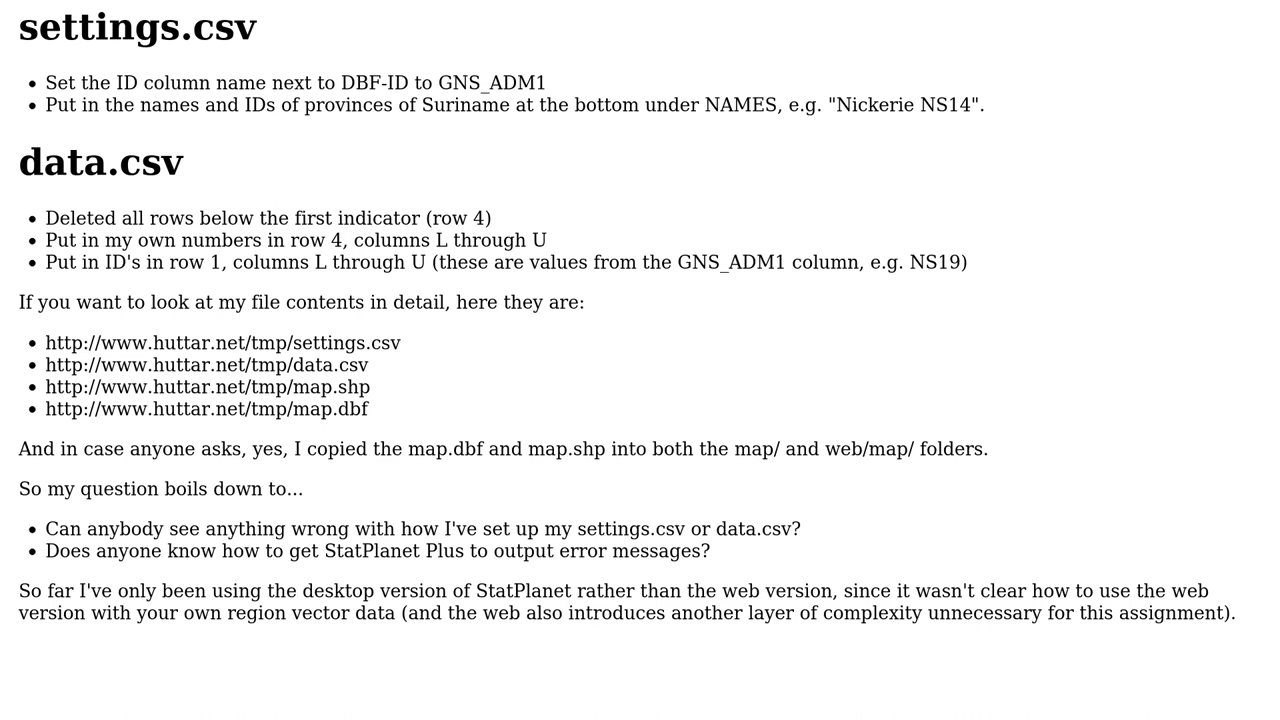 settings.csv
• Set the ID column name next to DBF-ID to GNS_ADM1
• Put in the names and IDs of provinces of Suriname at the bottom under NAMES, e.g. "Nickerie NS14".
data.csv
• Deleted all rows below the first indicator (row 4)
• Put in my own numbers in row 4, columns L through U
• Put in ID's in row 1, columns L through U (these are values from the GNS_ADM1 column, e.g. NS19)
If you want to look at my file contents in detail, here they are:
• http://www.huttar.net/tmp/settings.csv
• http://www.huttar.net/tmp/data.csv
• http://www.huttar.net/tmp/map.shp
• http://www.huttar.net/tmp/map.dbf
And in case anyone asks, yes, I copied the map.dbf and map.shp into both the map/ and web/map/ folders.
So my question boils down to...
• Can anybody see anything wrong with how I've set up my settings.csv or data.csv?
• Does anyone know how to get StatPlanet Plus to output error messages?
So far I've only been using the desktop version of StatPlanet rather than the web version, since it wasn't clear how to use the web
version with your own region vector data (and the web also introduces another layer of complexity unnecessary for this assignment).